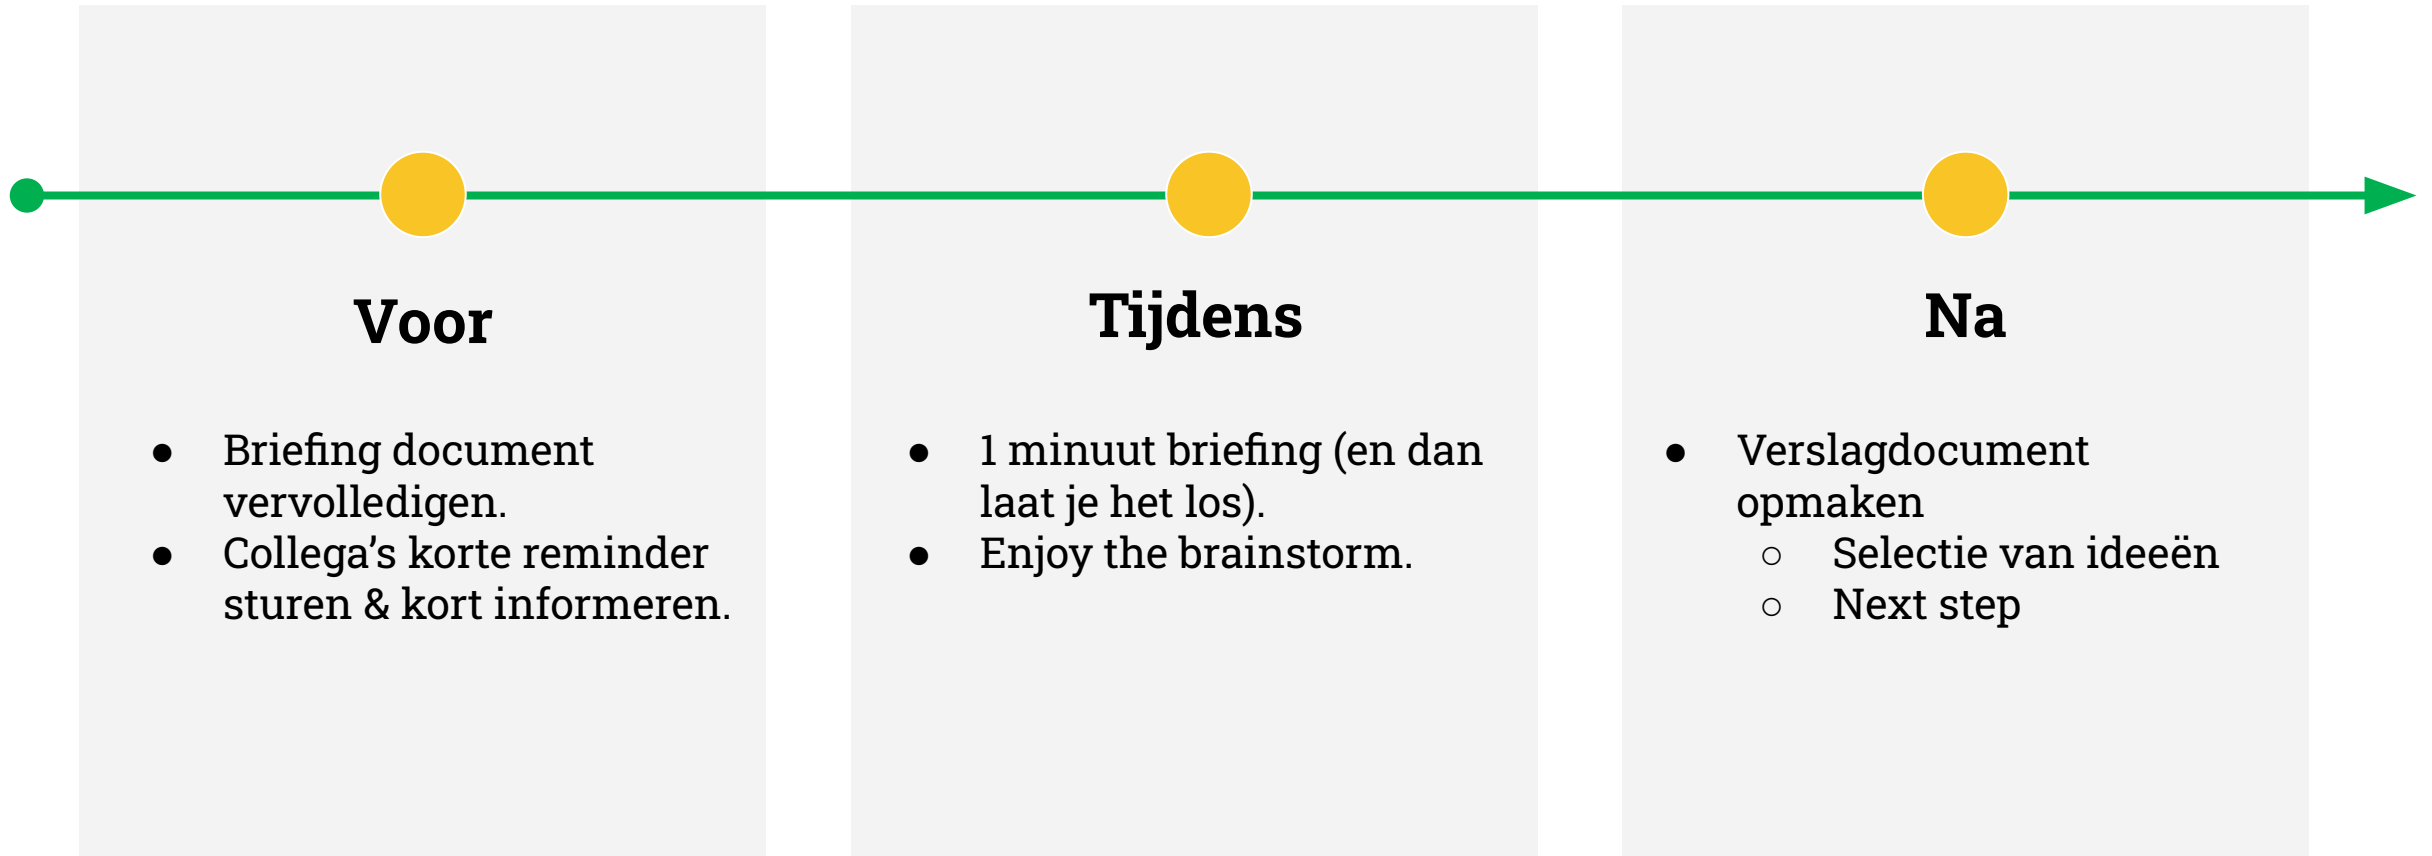 Voor
● Briefing document
vervolledigen.
● Collega’s korte reminder
sturen & kort informeren.
Tijdens
● 1 minuut briefing (en dan
laat je het los).
● Enjoy the brainstorm.
Na
● Verslagdocument
opmaken
○ Selectie van ideeën
○ Next step